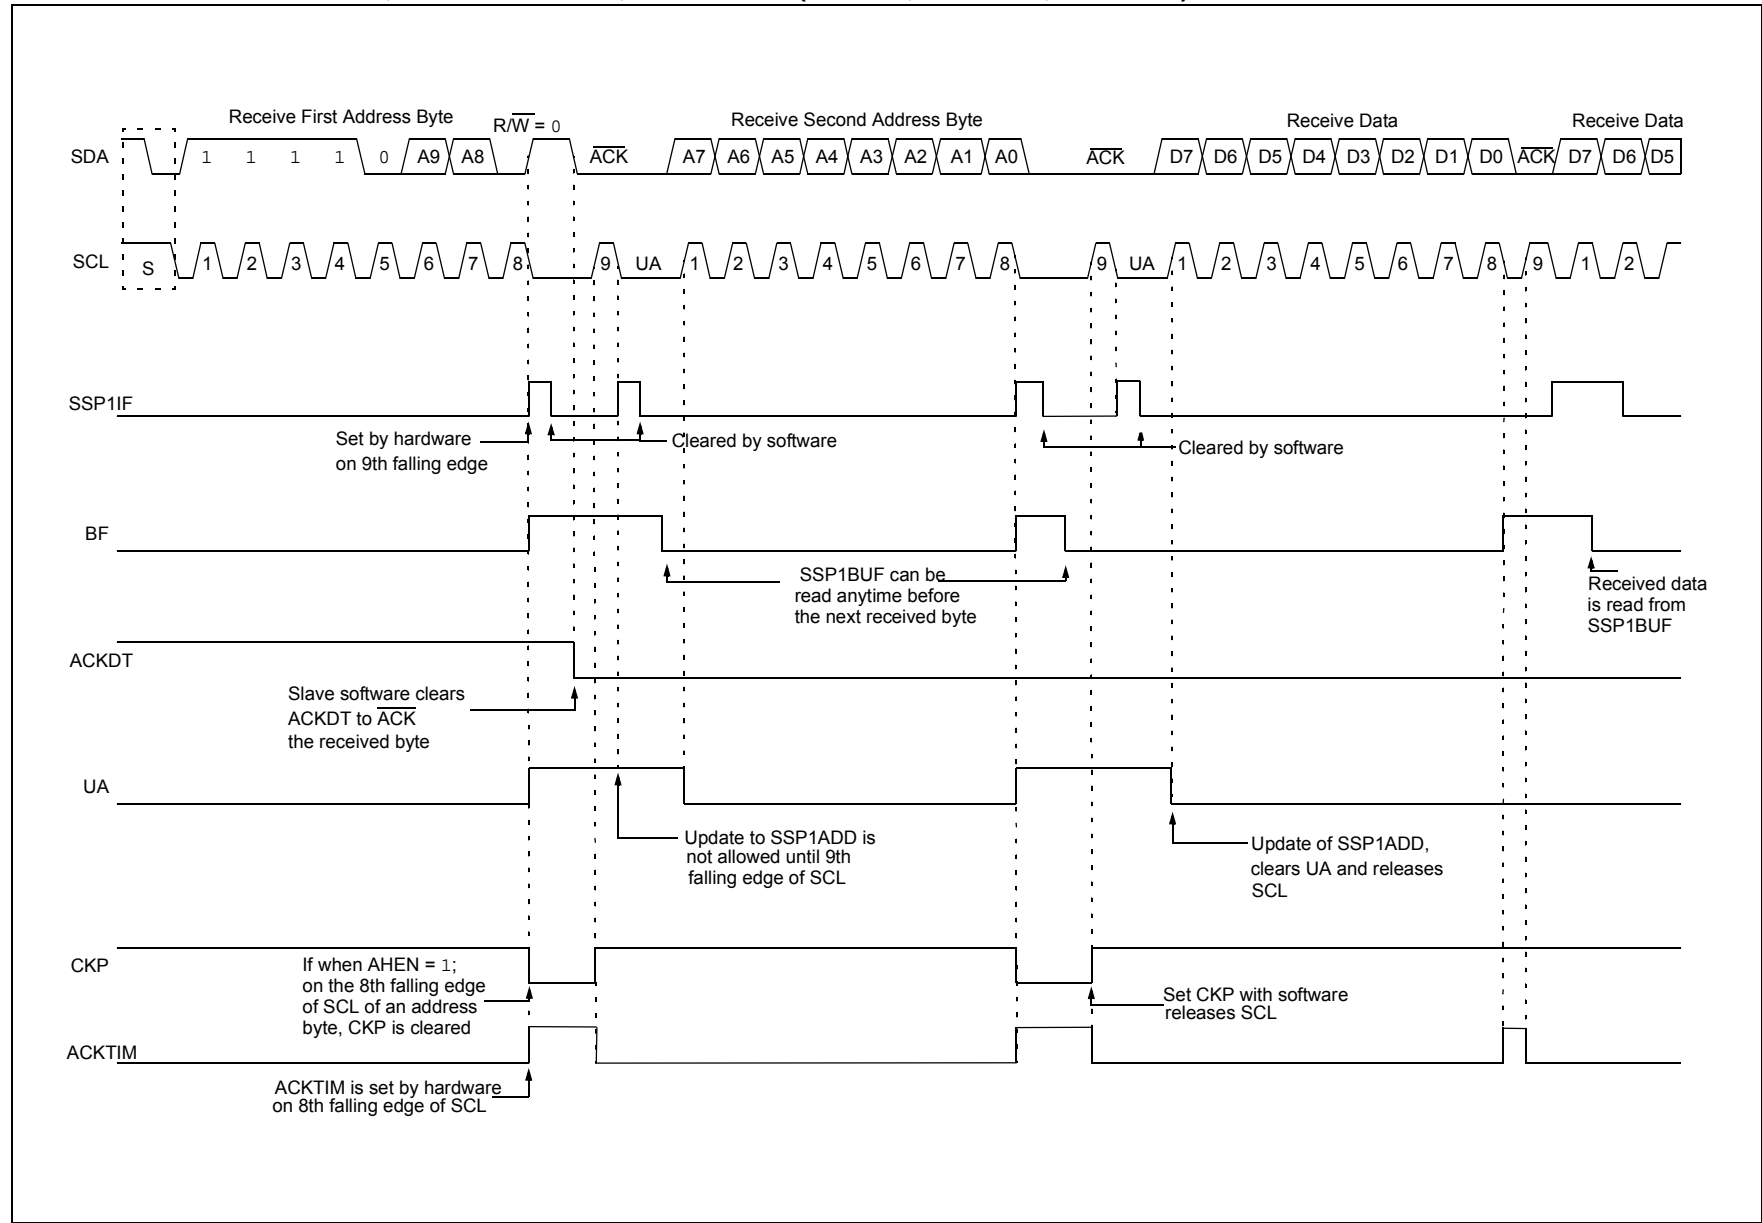 Receive First Address Byte
R/W = 0
Receive Second Address Byte
Receive Data
Receive Data
SDA
1 1 1 1 0 A9 A8
ACK
A7 A6 A5 A4 A3 A2 A1 A0
ACK
D7 D6 D5 D4 D3 D2 D1 D0
ACK
D7 D6 D5
SCL
S
1 2 3 4 5 6 7 8
9
UA
1 2 3 4 5 6 7 8
9
UA
1 2 3 4 5 6 7 8
9
1 2
SSP1IF
Set by hardware
on 9th falling edge
Cleared by software
Cleared by software
BF
SSP1BUF can be
read anytime before
the next received byte
Received data
is read from
SSP1BUF
ACKDT
Slave software clears
ACKDT to ACK
the received byte
UA
Update to SSP1ADD is
not allowed until 9th
falling edge of SCL
Update of SSP1ADD,
clears UA and releases
SCL
CKP
If when AHEN = 1;
on the 8th falling edge
of SCL of an address
byte, CKP is cleared
Set CKP with software
releases SCL
ACKTIM
ACKTIM is set by hardware
on 8th falling edge of SCL